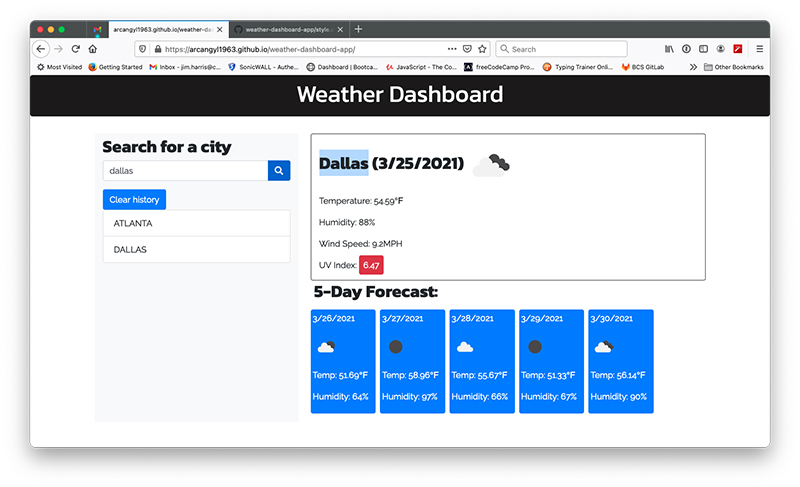 arcangyl1963.github.io/weather-da
weather-dashboard-app/style.
https://arcangyl1963.github.io/weather-dashboard-app/
Search
Most Visited
Getting Started
Inbox - jim.harris@c...
SonicWALL - Authe...
Dashboard | Bootca...
JavaScript - The Co...
freeCodeCamp Pro...
Typing Trainer Onli...
BCS GitLab
Other Bookmarks
Weather Dashboard
Search for a city
dallas
Clear history
ATLANTA
DALLAS
Dallas (3/25/2021)
Temperature: 54.59°F
Humidity: 88%
Wind Speed: 9.2MPH
UV Index: 6.47
5-Day Forecast:
3/26/2021
Temp: 51.69°F
Humidity: 64%
3/27/2021
Temp: 58.96°F
Humidity: 97%
3/28/2021
Temp: 55.67°F
Humidity: 66%
3/29/2021
Temp: 51.33°F
Humidity: 67%
3/30/2021
Temp: 56.14°F
Humidity: 90%